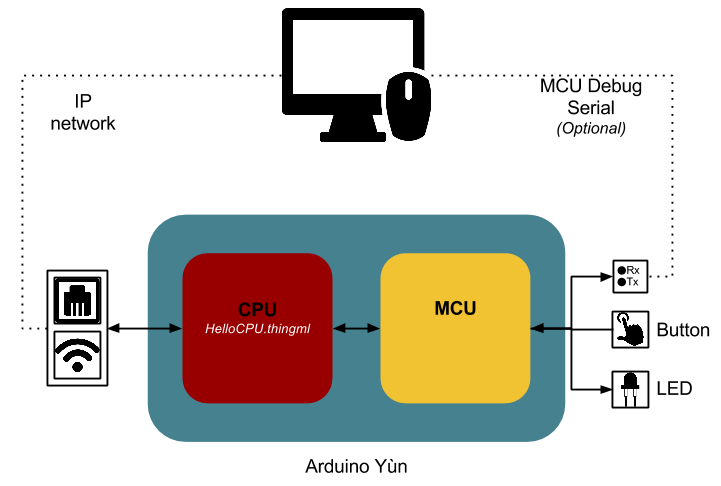 IP
network
MCU Debug
Serial
(Optional)
CPU
HelloCPU.thingml
MCU
Rx
Tx
Button
LED
Arduino Yùn